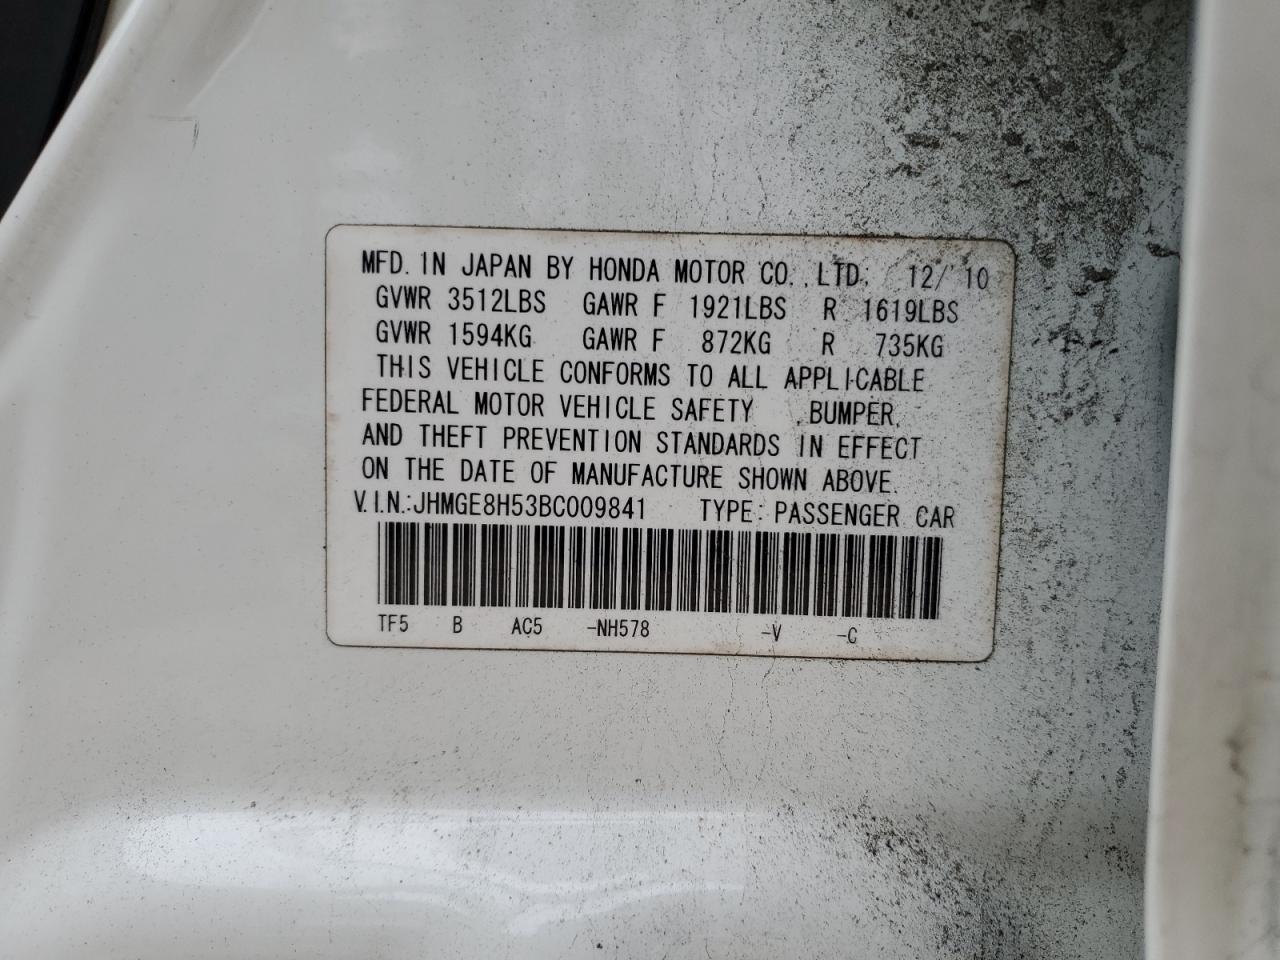 MFD. IN JAPAN BY HONDA MOTOR CO., LTD. 12/'10
GVWR 3512LBS GAWR F 1921LBS R 1619LBS
GVWR 1594KG GAWR F 872KG R 735KG
THIS VEHICLE CONFORMS TO ALL APPLICABLE
FEDERAL MOTOR VEHICLE SAFETY , BUMPER,
AND THEFT PREVENTION STANDARDS IN EFFECT
ON THE DATE OF MANUFACTURE SHOWN ABOVE.
V.I.N.:JHMGE8H53BC009841 TYPE: PASSENGER CAR
TF5 B AC5 -NH578 -V -C